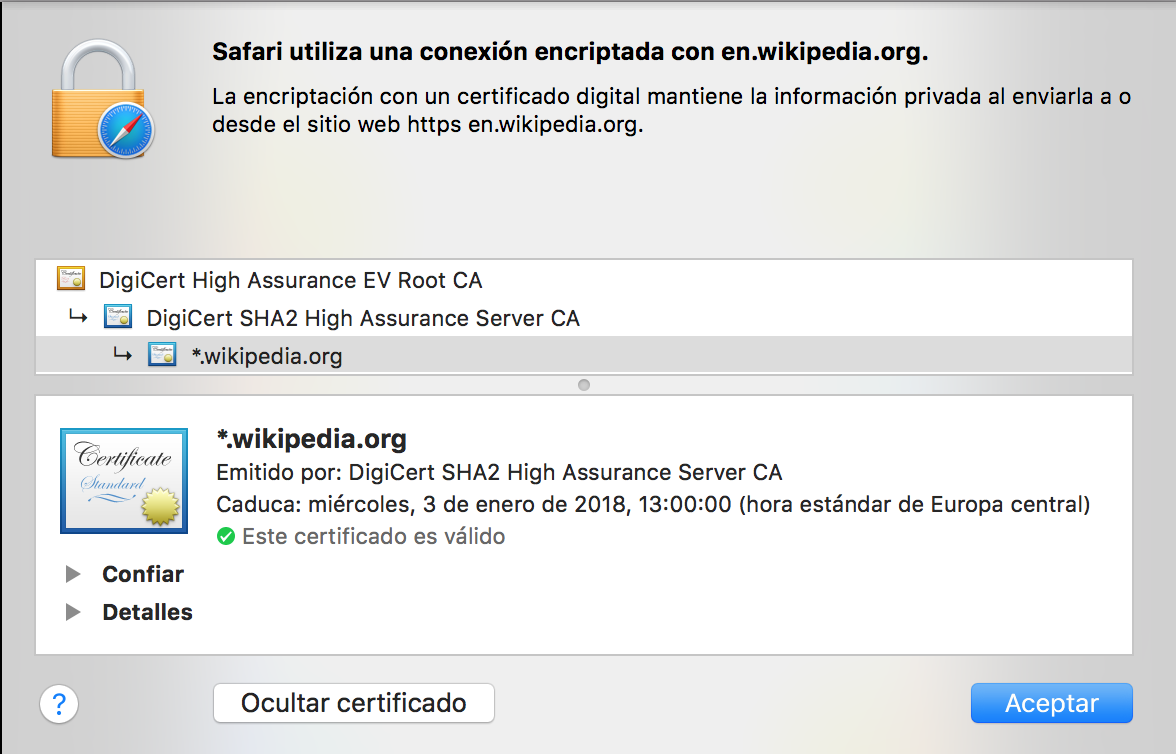 Safari utiliza una conexión encriptada con en.wikipedia.org.
La encriptación con un certificado digital mantiene la información privada al enviarla a o
desde el sitio web https en.wikipedia.org.
DigiCert High Assurance EV Root CA
DigiCert SHA2 High Assurance Server CA
*.wikipedia.org
Certificate
Standard
*.wikipedia.org
Emitido por: DigiCert SHA2 High Assurance Server CA
Caduca: miércoles, 3 de enero de 2018, 13:00:00 (hora estándar de Europa central)
Este certificado es válido
Confiar
Detalles
?
Ocultar certificado
Aceptar